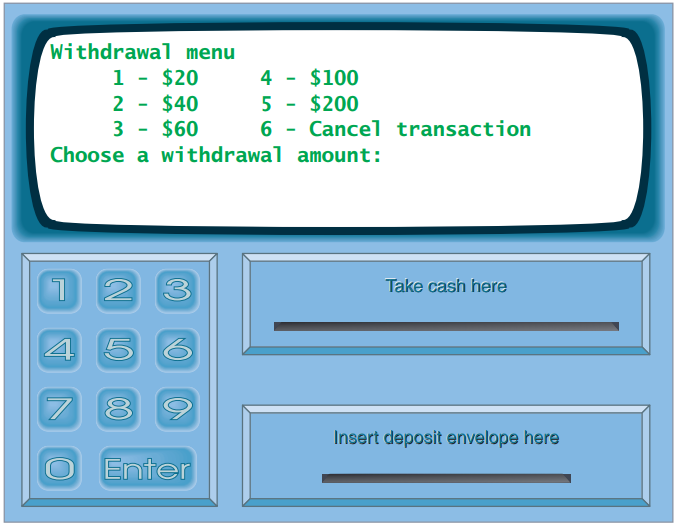 Withdrawal menu
1 - $20 4 - $100
2 - $40 5 - $200
3 - $60 6 - Cancel transaction
Choose a withdrawal amount:
1 2 3
4 5 6
7 8 9
0 Enter
Take cash here
Insert deposit envelope here